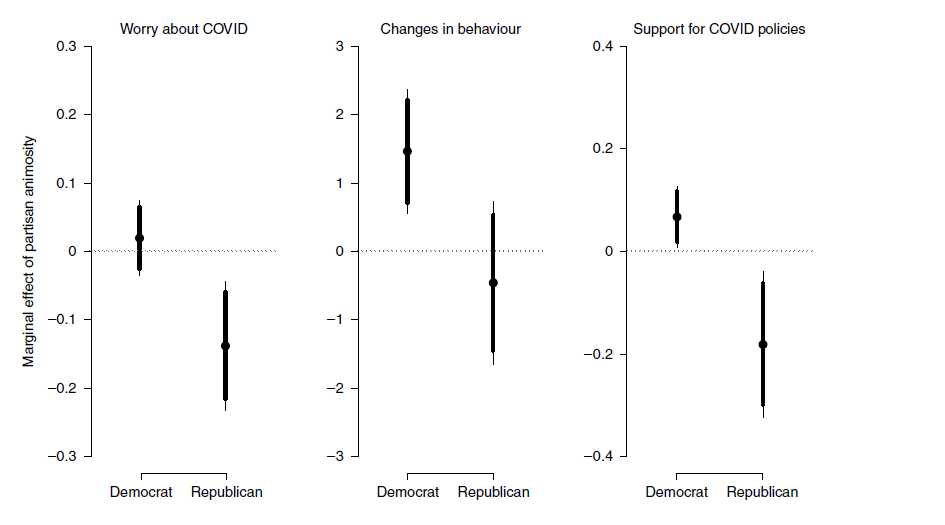 Worry about COVID
Changes in behaviour
Support for COVID policies
Marginal effect of partisan animosity
0.3
0.2
0.1
0
−0.1
−0.2
−0.3
Democrat Republican
3
2
1
0
−1
−2
−3
Democrat Republican
0.4
0.2
0
−0.2
−0.4
Democrat Republican